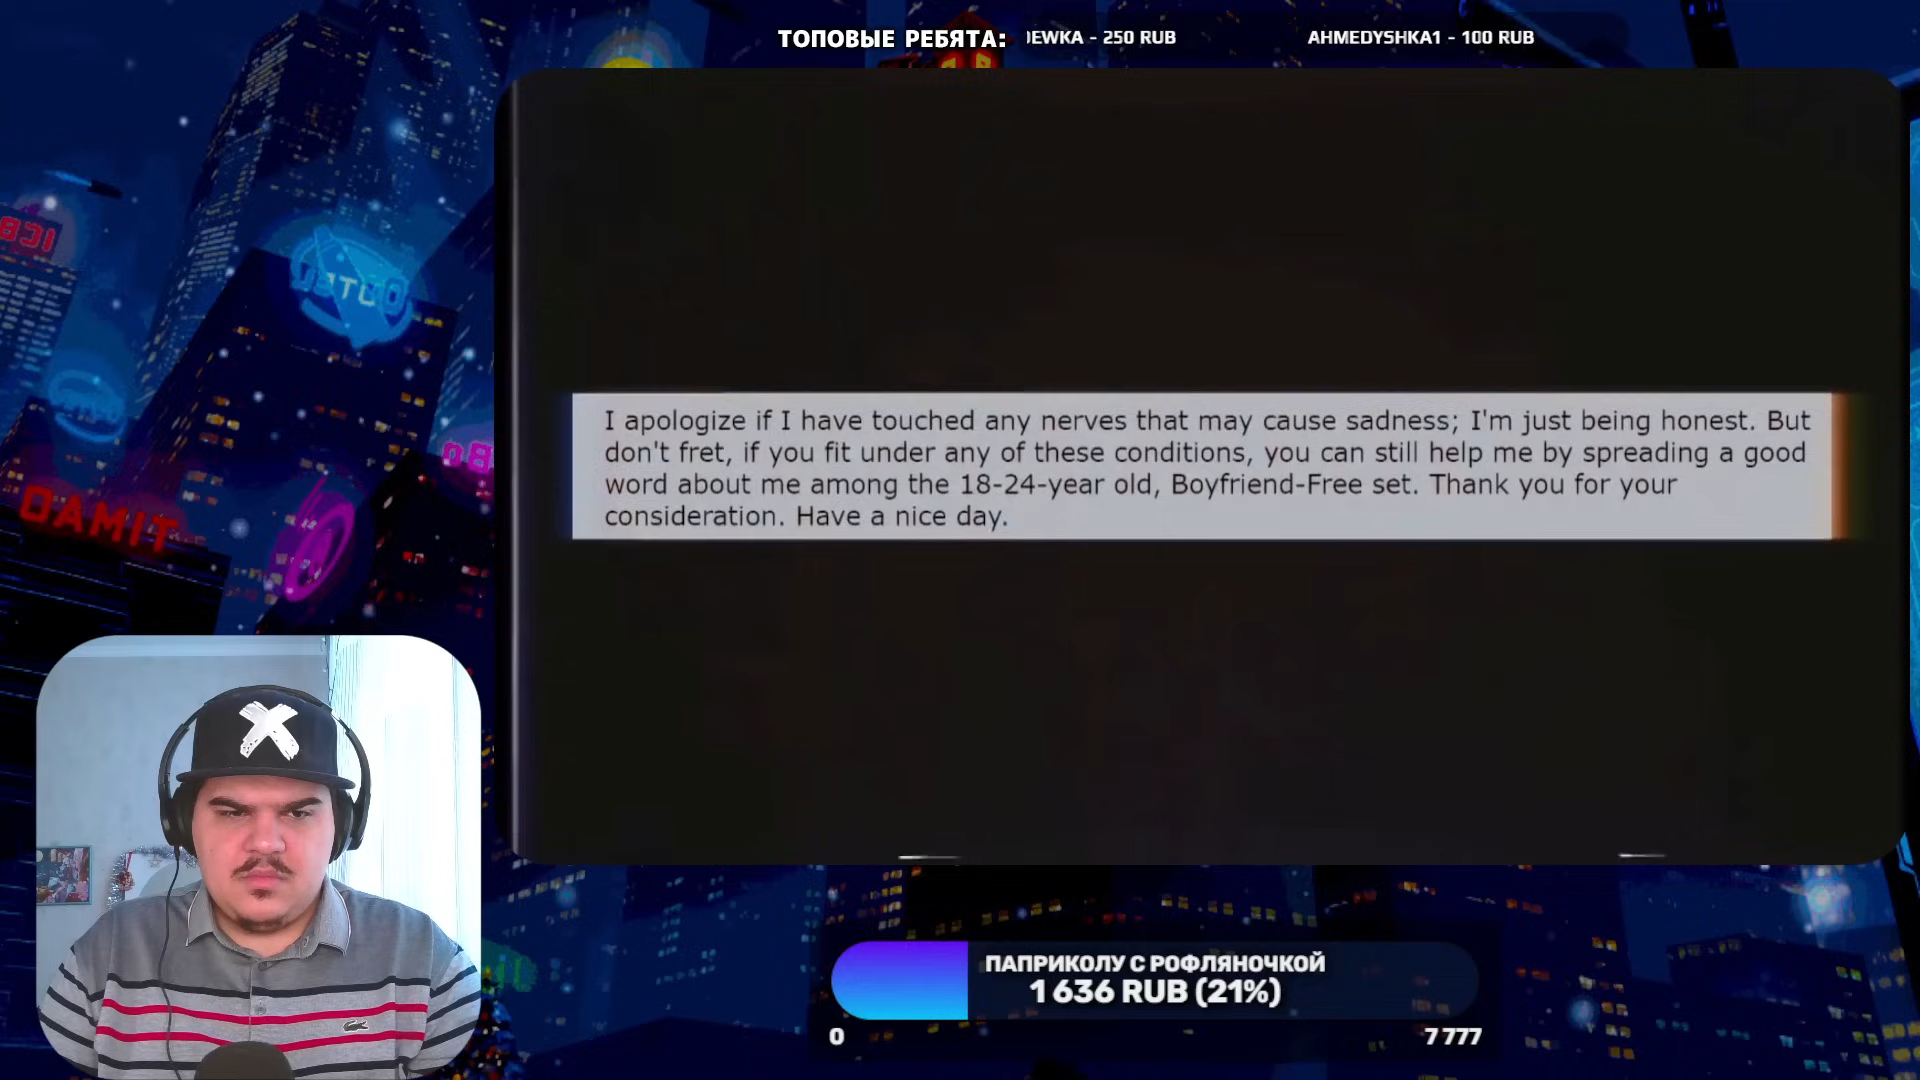 ТОПОВЫЕ РЕБЯТА:
EWKA - 250 RUB
AHMEDYSHKA1 - 100 RUB
I apologize if I have touched any nerves that may cause sadness; I'm just being honest. But
don't fret, if you fit under any of these conditions, you can still help me by spreading a good
word about me among the 18-24-year old, Boyfriend-Free set. Thank you for your
consideration. Have a nice day.
DAMIT
ПАПРИКОЛУ С РОФЛЯНОЧКОЙ
1 636 RUB (21%)
0
7 777